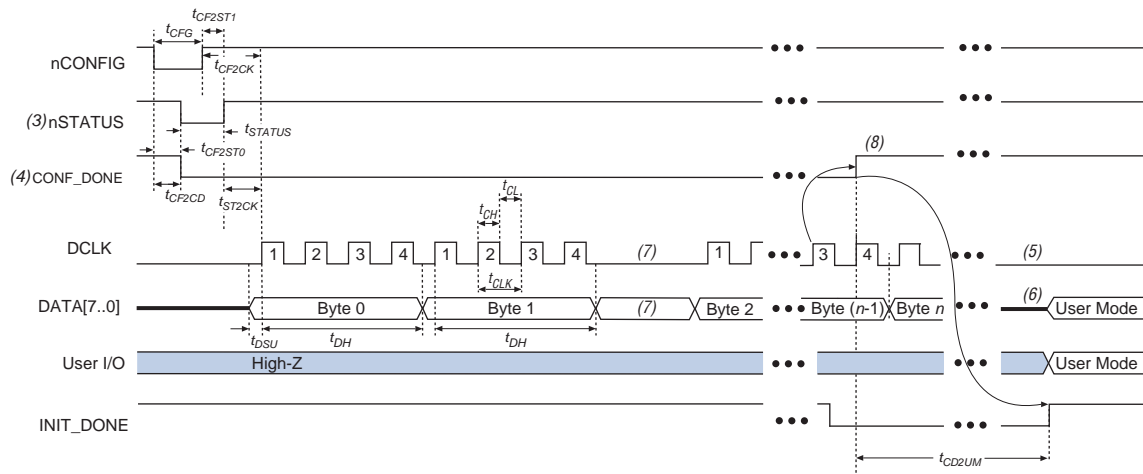 tCF2ST1
tCFG
nCONFIG
tCF2CK
(3) nSTATUS
tSTATUS
tCF2ST0
(8)
(4) CONF_DONE
tCF2CD
tST2CK
tCL
tCH
DCLK
1 2 3 4 1 2 3 4 (7) 1 3 4 (5)
tCLK
DATA[7..0]
Byte 0 Byte 1 (7) Byte 2 Byte (n-1) Byte n (6) User Mode
tDSU tDH tDH
User I/O High-Z User Mode
INIT_DONE
tCD2UM